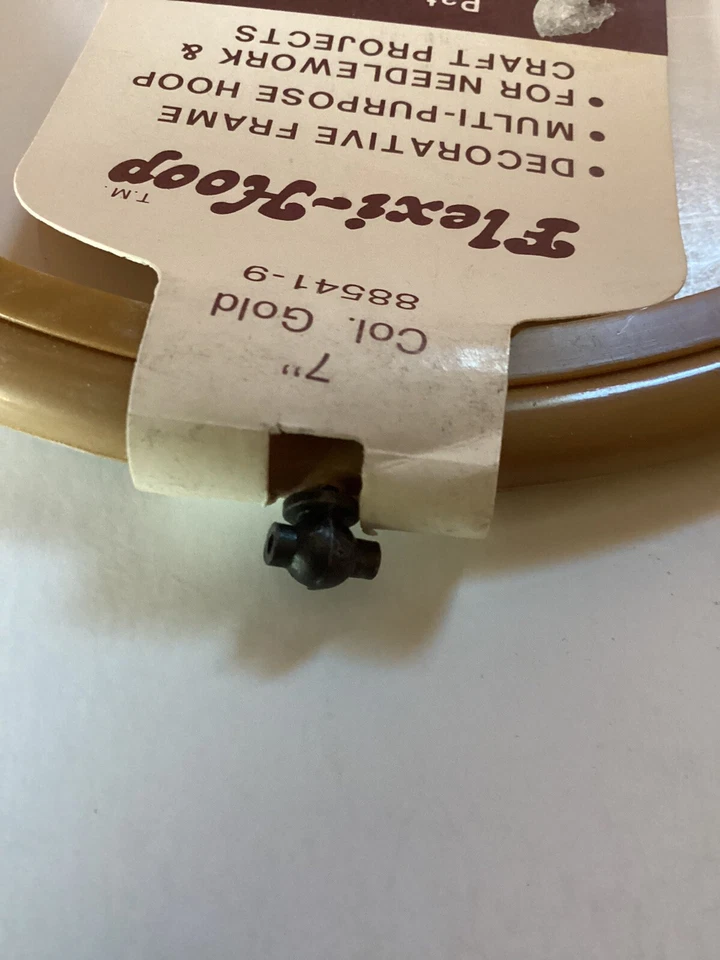 7"
Col. Gold
88541-9
Flexi-Hoop
T.M.
• DECORATIVE FRAME
• MULTI-PURPOSE HOOP
• FOR NEEDLEWORK &
CRAFT PROJECTS